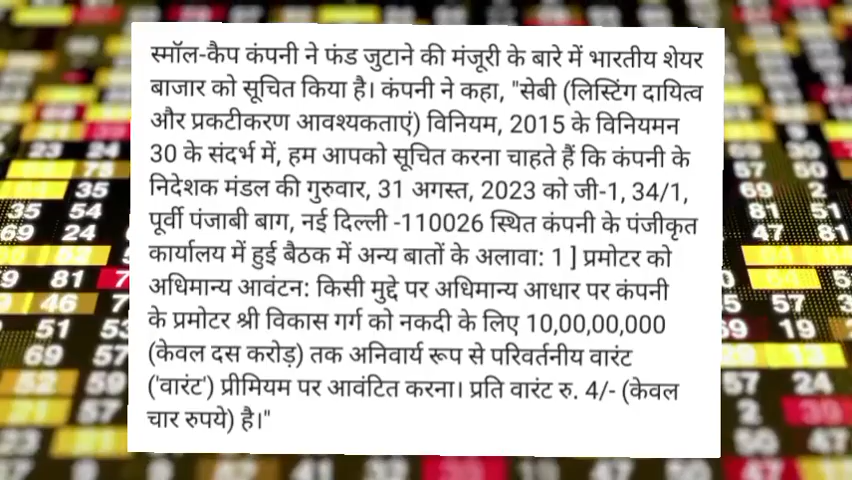 स्मॉल-कैप कंपनी ने फंड जुटाने की मंजूरी के बारे में भारतीय शेयर
बाजार को सूचित किया है। कंपनी ने कहा, "सेबी (लिस्टिंग दायित्व
और प्रकटीकरण आवश्यकताएं) विनियम, 2015 के विनियमन
30 के संदर्भ में, हम आपको सूचित करना चाहते हैं कि कंपनी के
निदेशक मंडल की गुरुवार, 31 अगस्त, 2023 को जी-1, 34/1,
पूर्वी पंजाबी बाग, नई दिल्ली -110026 स्थित कंपनी के पंजीकृत
कार्यालय में हुई बैठक में अन्य बातों के अलावा: 1 ] प्रमोटर को
अधिमान्य आवंटन: किसी मुद्दे पर अधिमान्य आधार पर कंपनी
के प्रमोटर श्री विकास गर्ग को नकदी के लिए 10,00,00,000
(केवल दस करोड़) तक अनिवार्य रूप से परिवर्तनीय वारंट
('वारंट') प्रीमियम पर आवंटित करना। प्रति वारंट रु. 4/- (केवल
चार रुपये) है।"